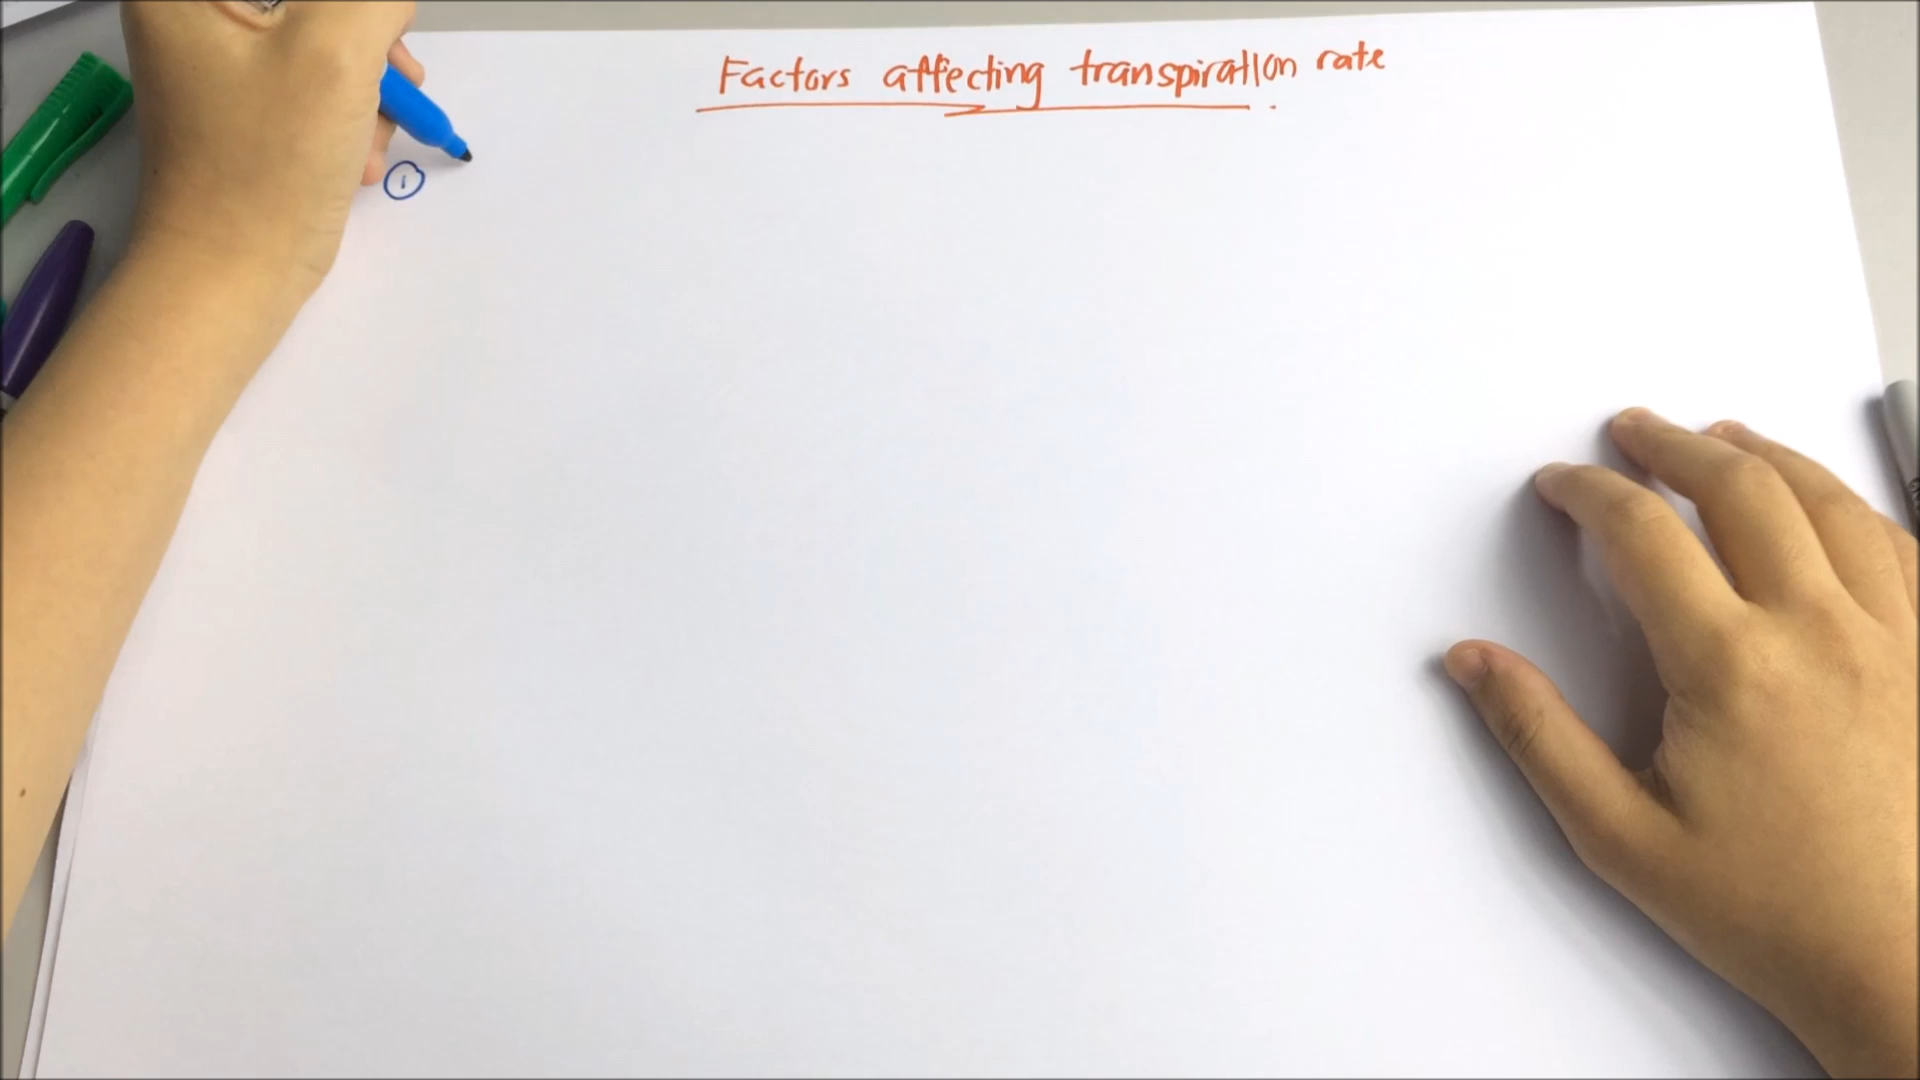 Factors affecting transpiration rate
①